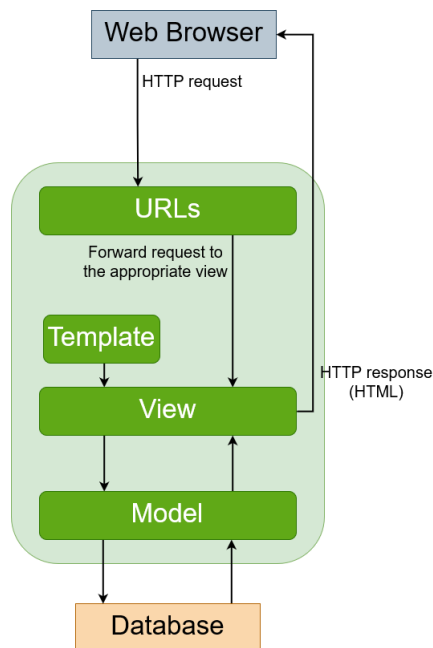 Web Browser
HTTP request
URLs
Forward request to
the appropriate view
Template
HTTP response
(HTML)
View
Model
Database